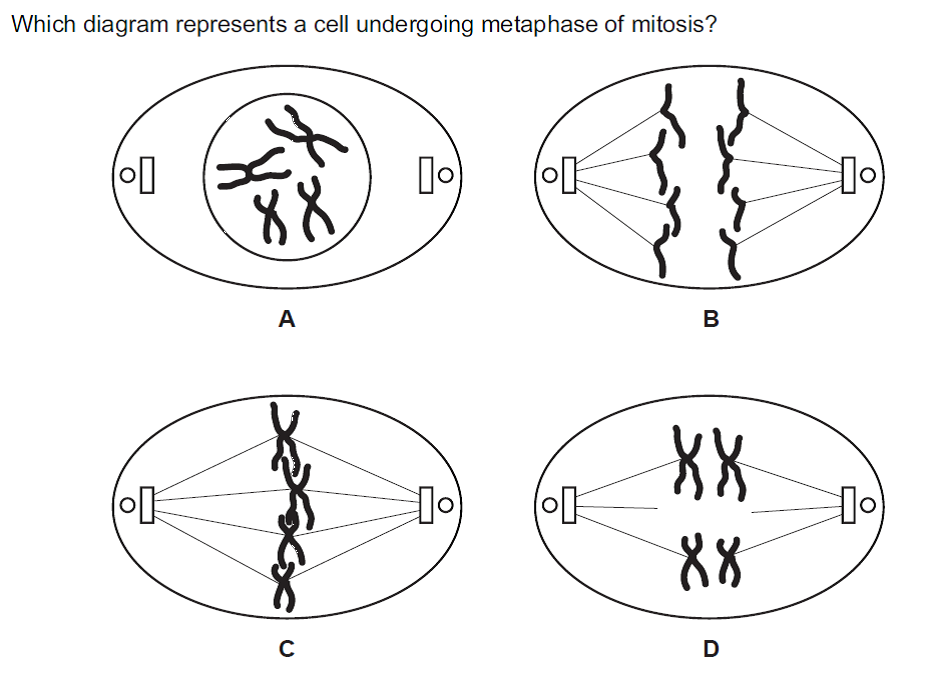 Which diagram represents a cell undergoing metaphase of mitosis?
A
B
C
D